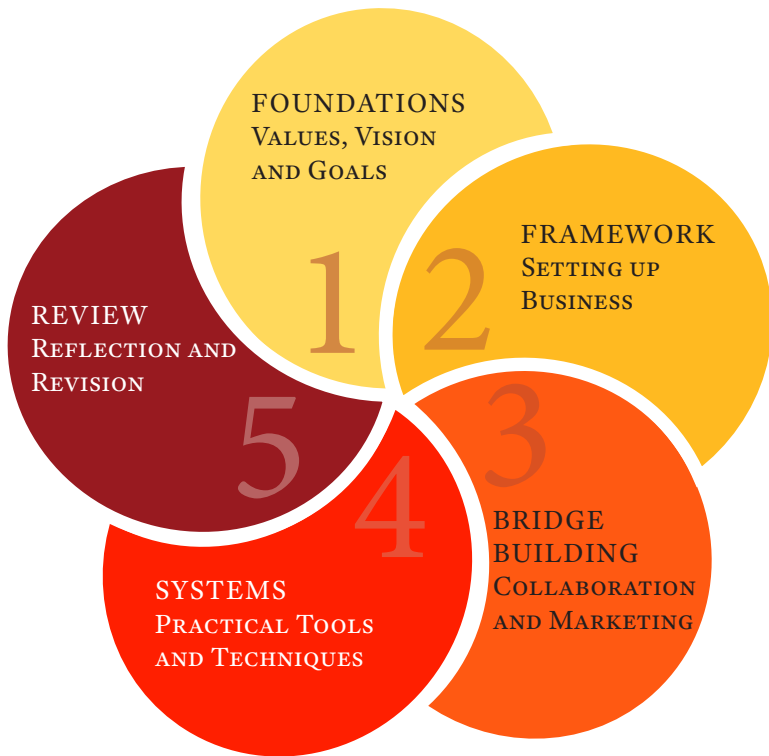 FOUNDATIONS
Values, Vision
and Goals
1
FRAMEWORK
Setting up
Business
2
BRIDGE
BUILDING
Collaboration
and Marketing
3
SYSTEMS
Practical Tools
and Techniques
4
REVIEW
Reflection and
Revision
5